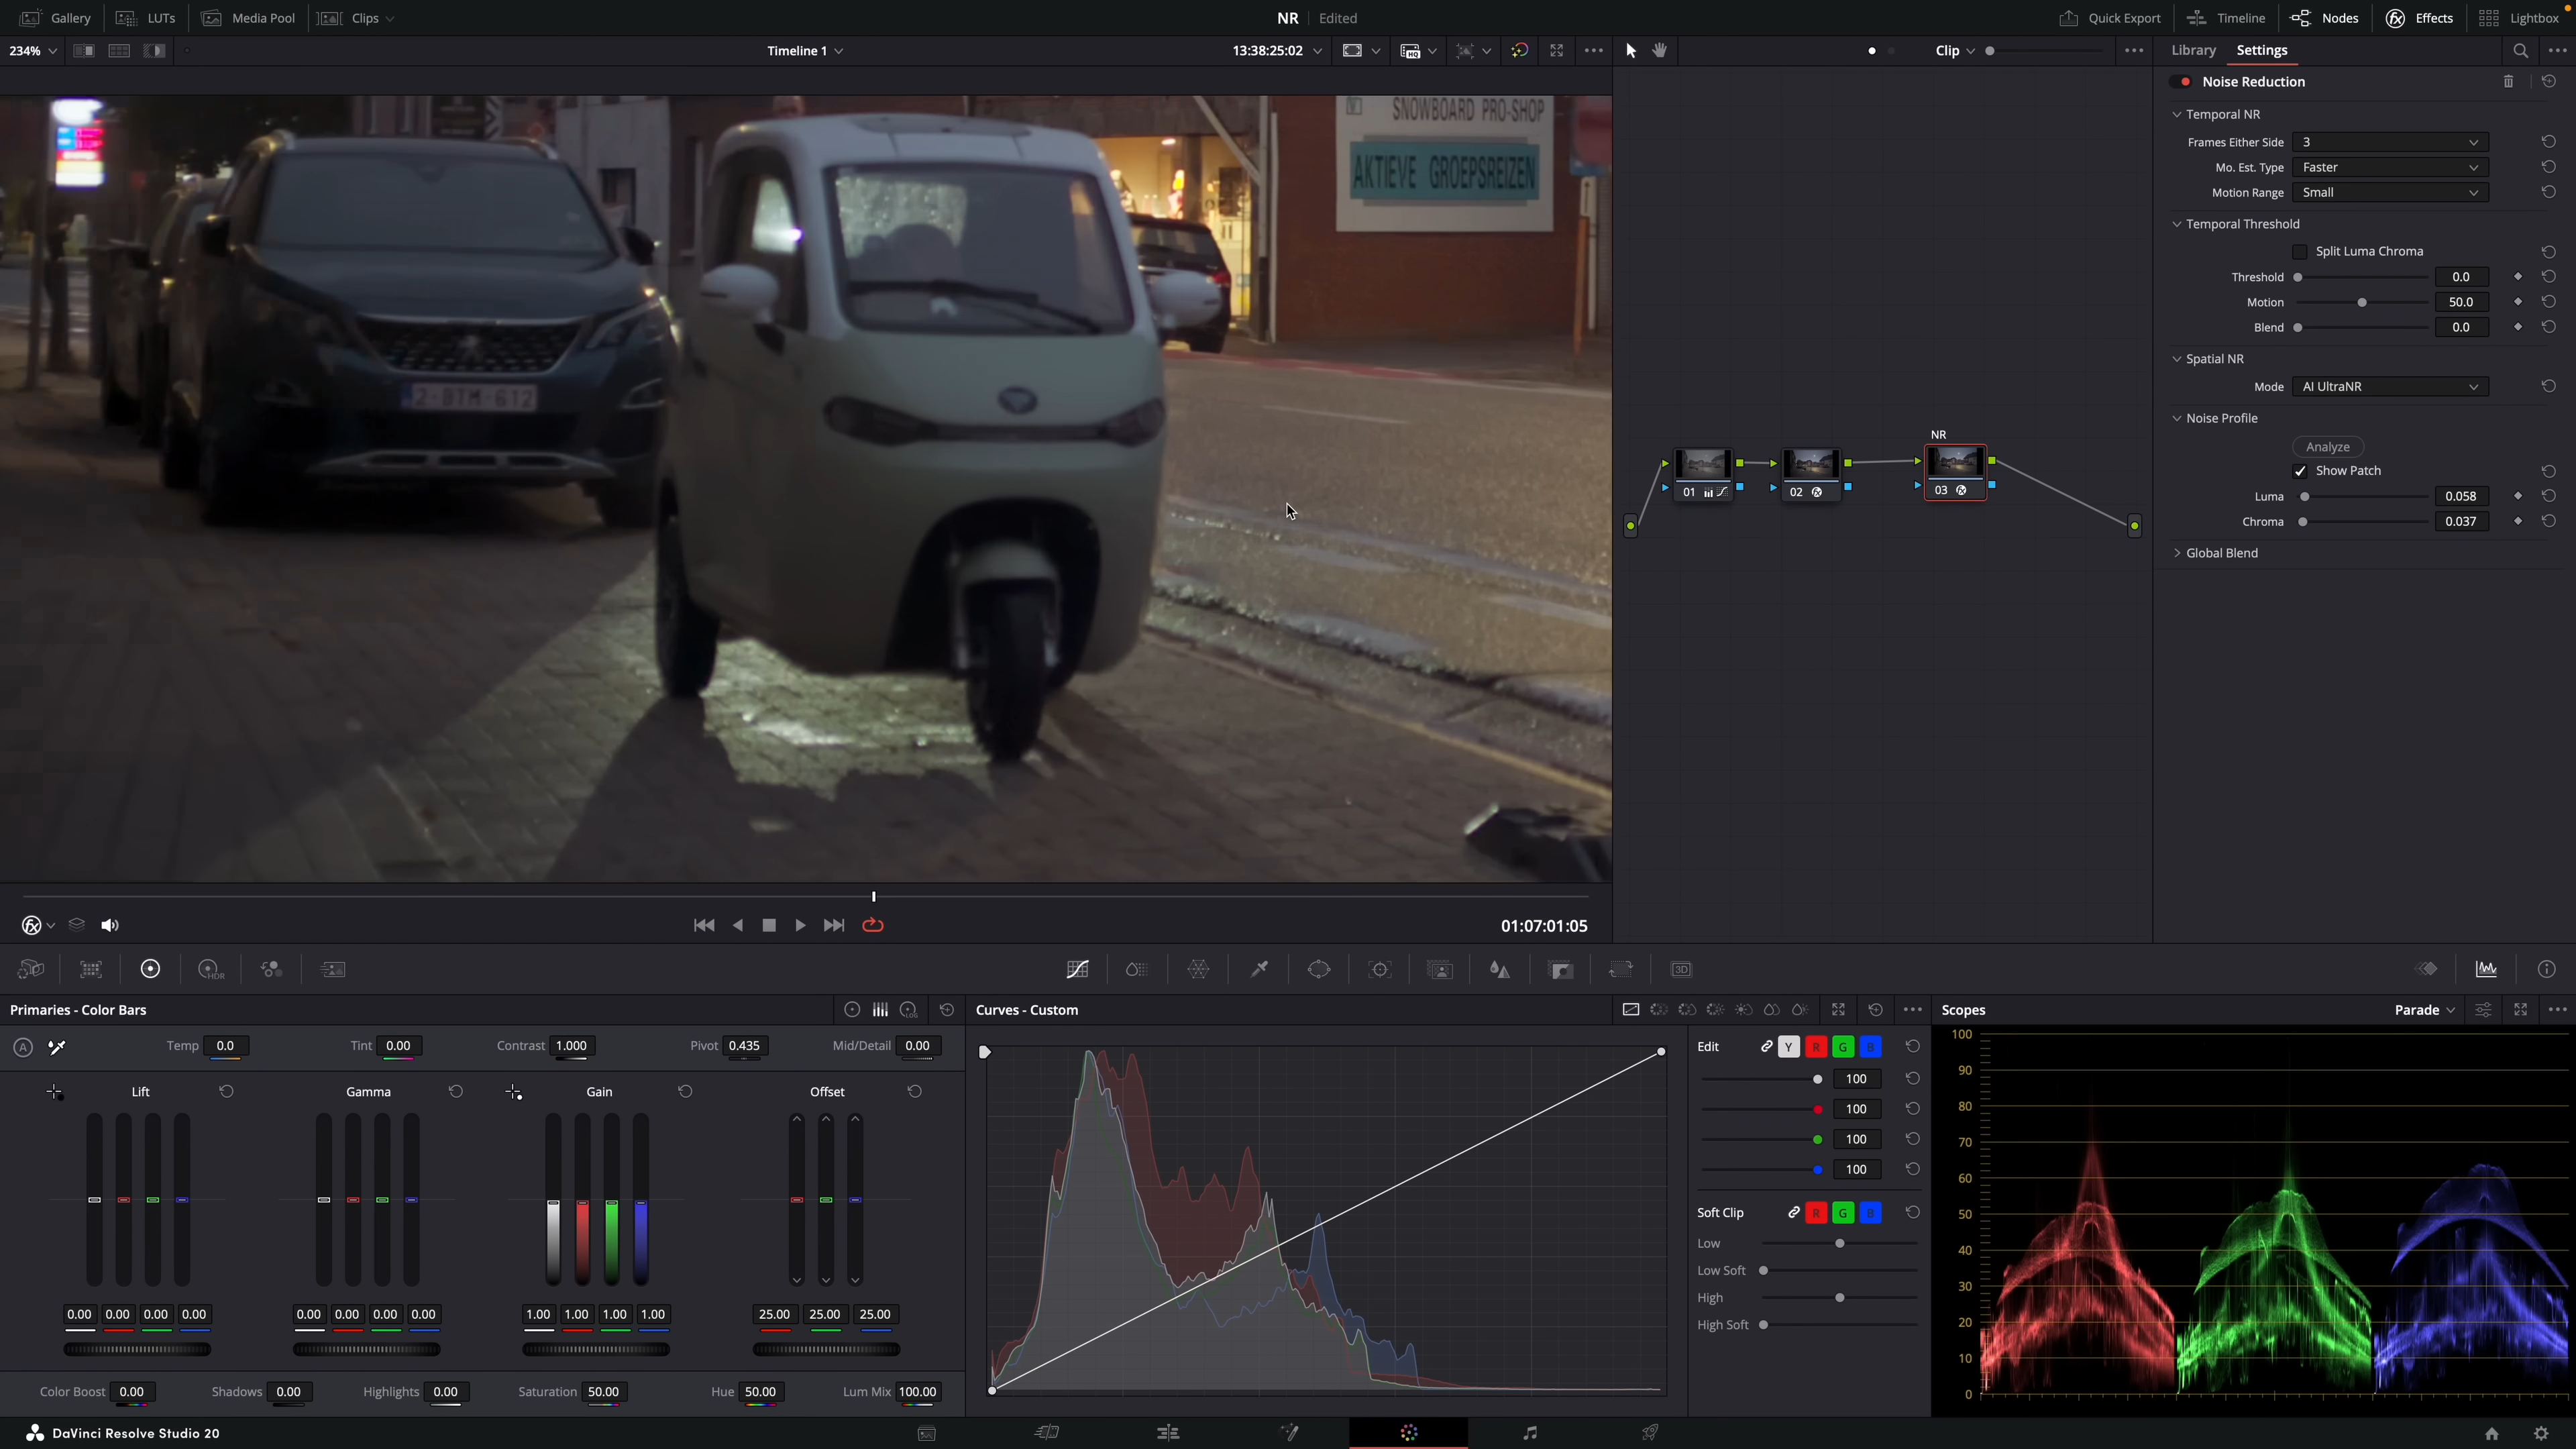 Gallery LUTs Media Pool Clips NR Edited Quick Export Timeline Nodes Effects Lightbox
234% Timeline 1 13:38:25:02 HQ Clip Library Settings
SNOWBOARD PRO-SHOP
AKTIEVE GROEPSREIZEN
2-BTM-612
01:07:01:05
NR
01 02 03
Noise Reduction
Temporal NR
Frames Either Side 3
Mo. Est. Type Faster
Motion Range Small
Temporal Threshold
Split Luma Chroma
Threshold 0.0
Motion 50.0
Blend 0.0
Spatial NR
Mode AI UltraNR
Noise Profile
Analyze
Show Patch
Luma 0.058
Chroma 0.037
Global Blend
HDR 3D
Primaries - Color Bars LOG
A Temp 0.0 Tint 0.00 Contrast 1.000 Pivot 0.435 Mid/Detail 0.00
Lift Gamma Gain Offset
0.00 0.00 0.00 0.00 0.00 0.00 0.00 0.00 1.00 1.00 1.00 1.00 25.00 25.00 25.00
Color Boost 0.00 Shadows 0.00 Highlights 0.00 Saturation 50.00 Hue 50.00 Lum Mix 100.00
Curves - Custom
Edit Y R G B
100
100
100
100
Soft Clip R G B
Low
Low Soft
High
High Soft
Scopes Parade
100
90
80
70
60
50
40
30
20
10
0
DaVinci Resolve Studio 20